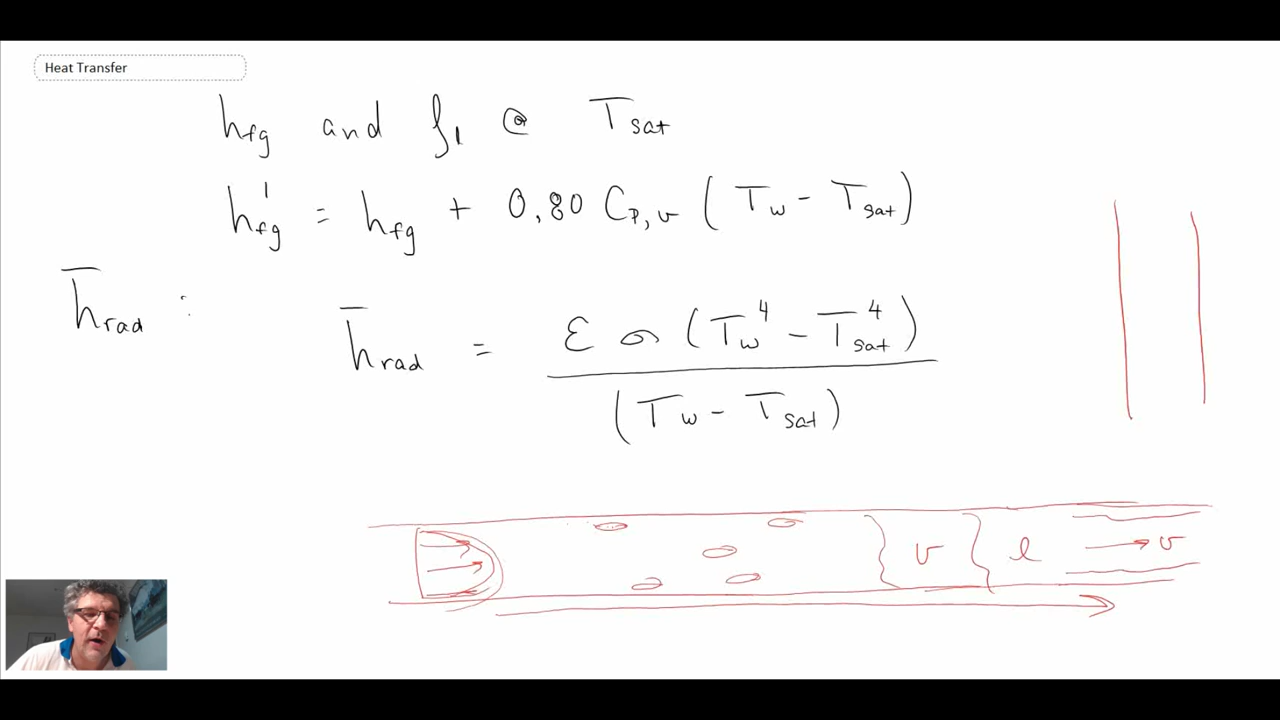 Heat Transfer
hfg and ρl @ Tsat
h'fg = hfg + 0,80 Cp,v (Tw - Tsat)
h̅rad : h̅rad = εσ (Tw⁴ - Tsat⁴) / (Tw - Tsat)
v l → v